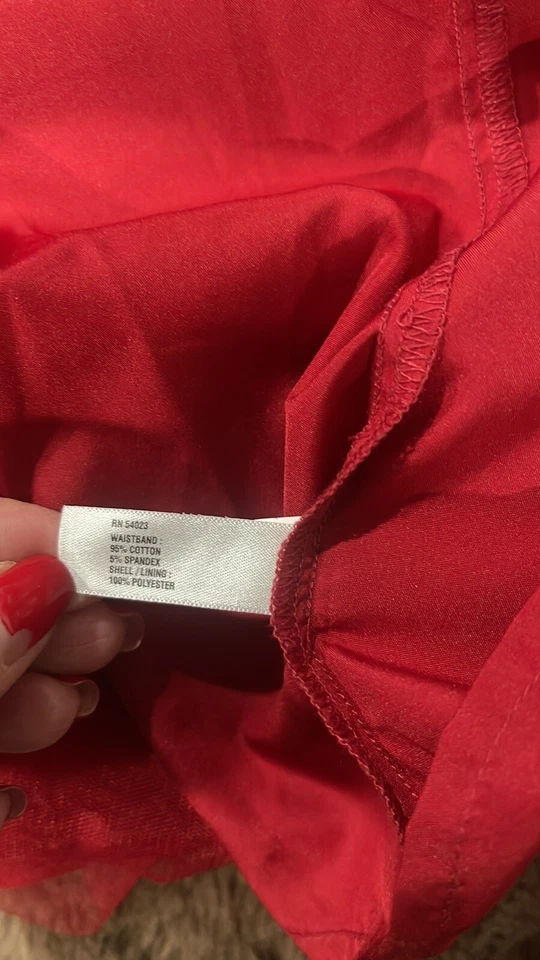 RN 54023
WAISTBAND :
95% COTTON
5% SPANDEX
SHELL / LINING :
100% POLYESTER